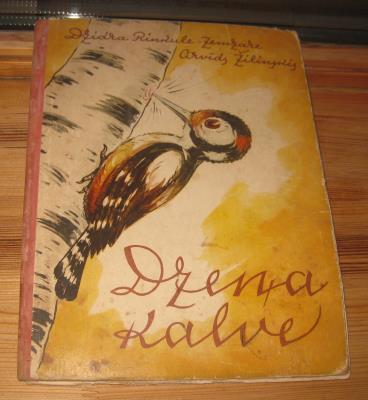 Dzidra Rinkule-Zemzare
Arvīds Žilinskis
Dzeņa
kalve